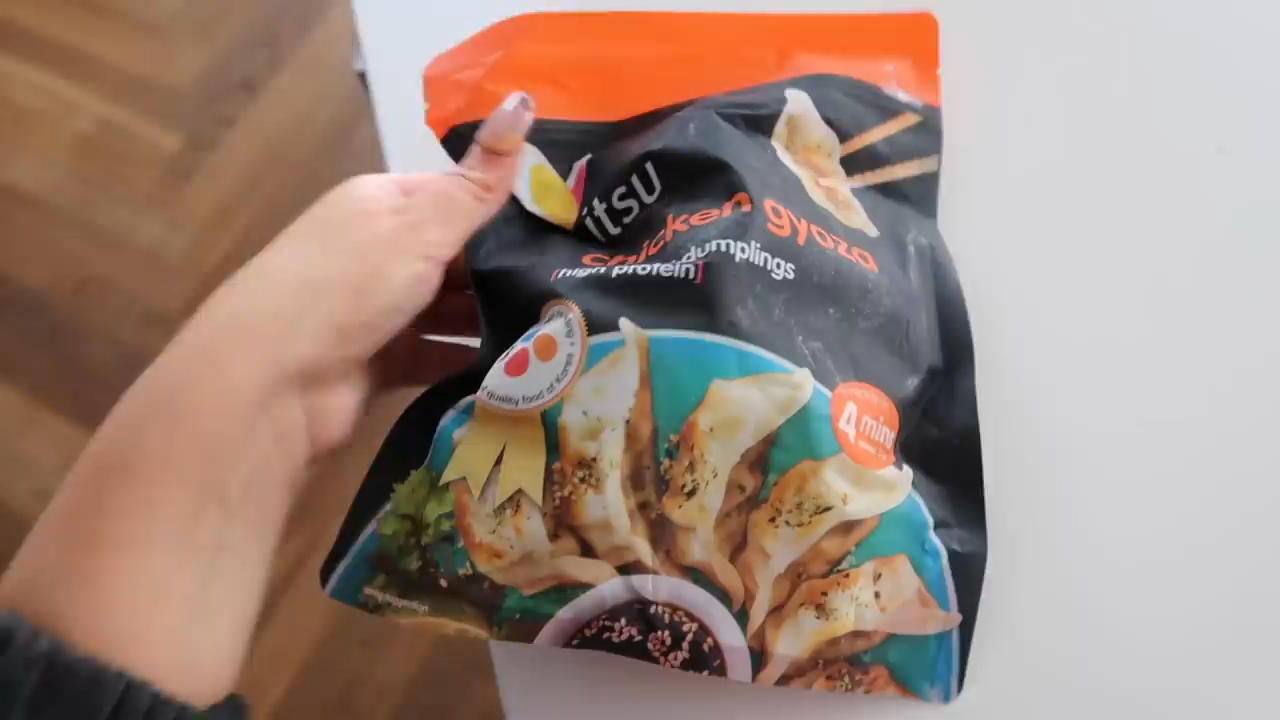 itsu
chicken gyoza
dumplings
[high protein]
quality food of Korea
4 mins